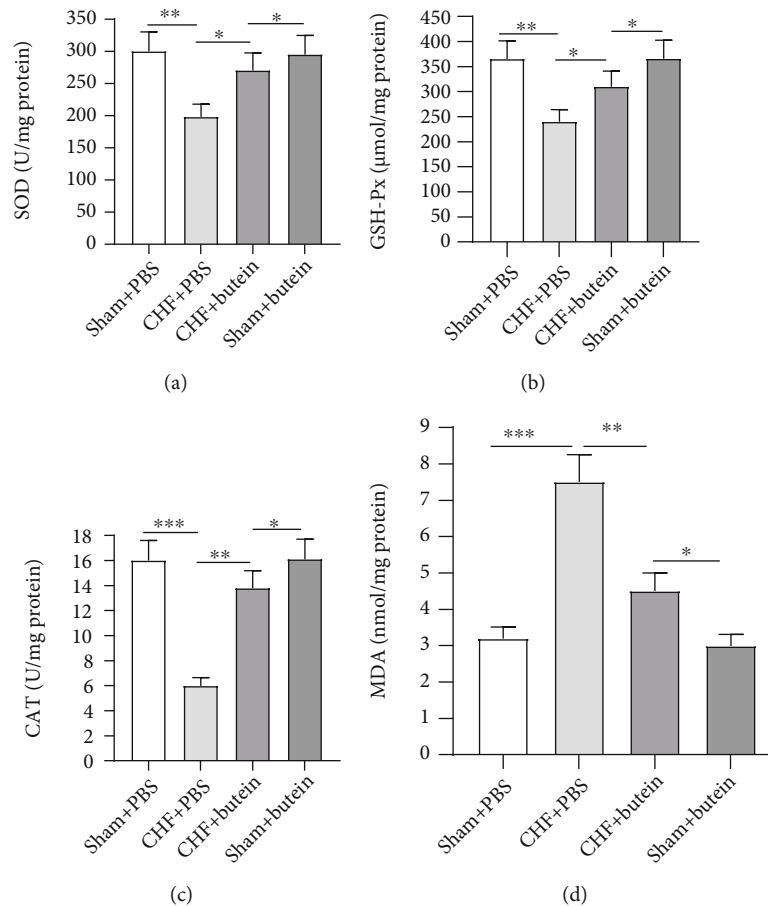 ** * *
350
300
250
200
150
100
50
0
SOD (U/mg protein)
Sham+PBS
CHF+PBS
CHF+butein
Sham+butein
(a)
** * *
450
400
350
300
250
200
150
100
50
0
GSH-Px (μmol/mg protein)
Sham+PBS
CHF+PBS
CHF+butein
Sham+butein
(b)
*** ** *
18
16
14
12
10
8
6
4
2
0
CAT (U/mg protein)
Sham+PBS
CHF+PBS
CHF+butein
Sham+butein
(c)
*** ** *
9
8
7
6
5
4
3
2
1
0
MDA (nmol/mg protein)
Sham+PBS
CHF+PBS
CHF+butein
Sham+butein
(d)